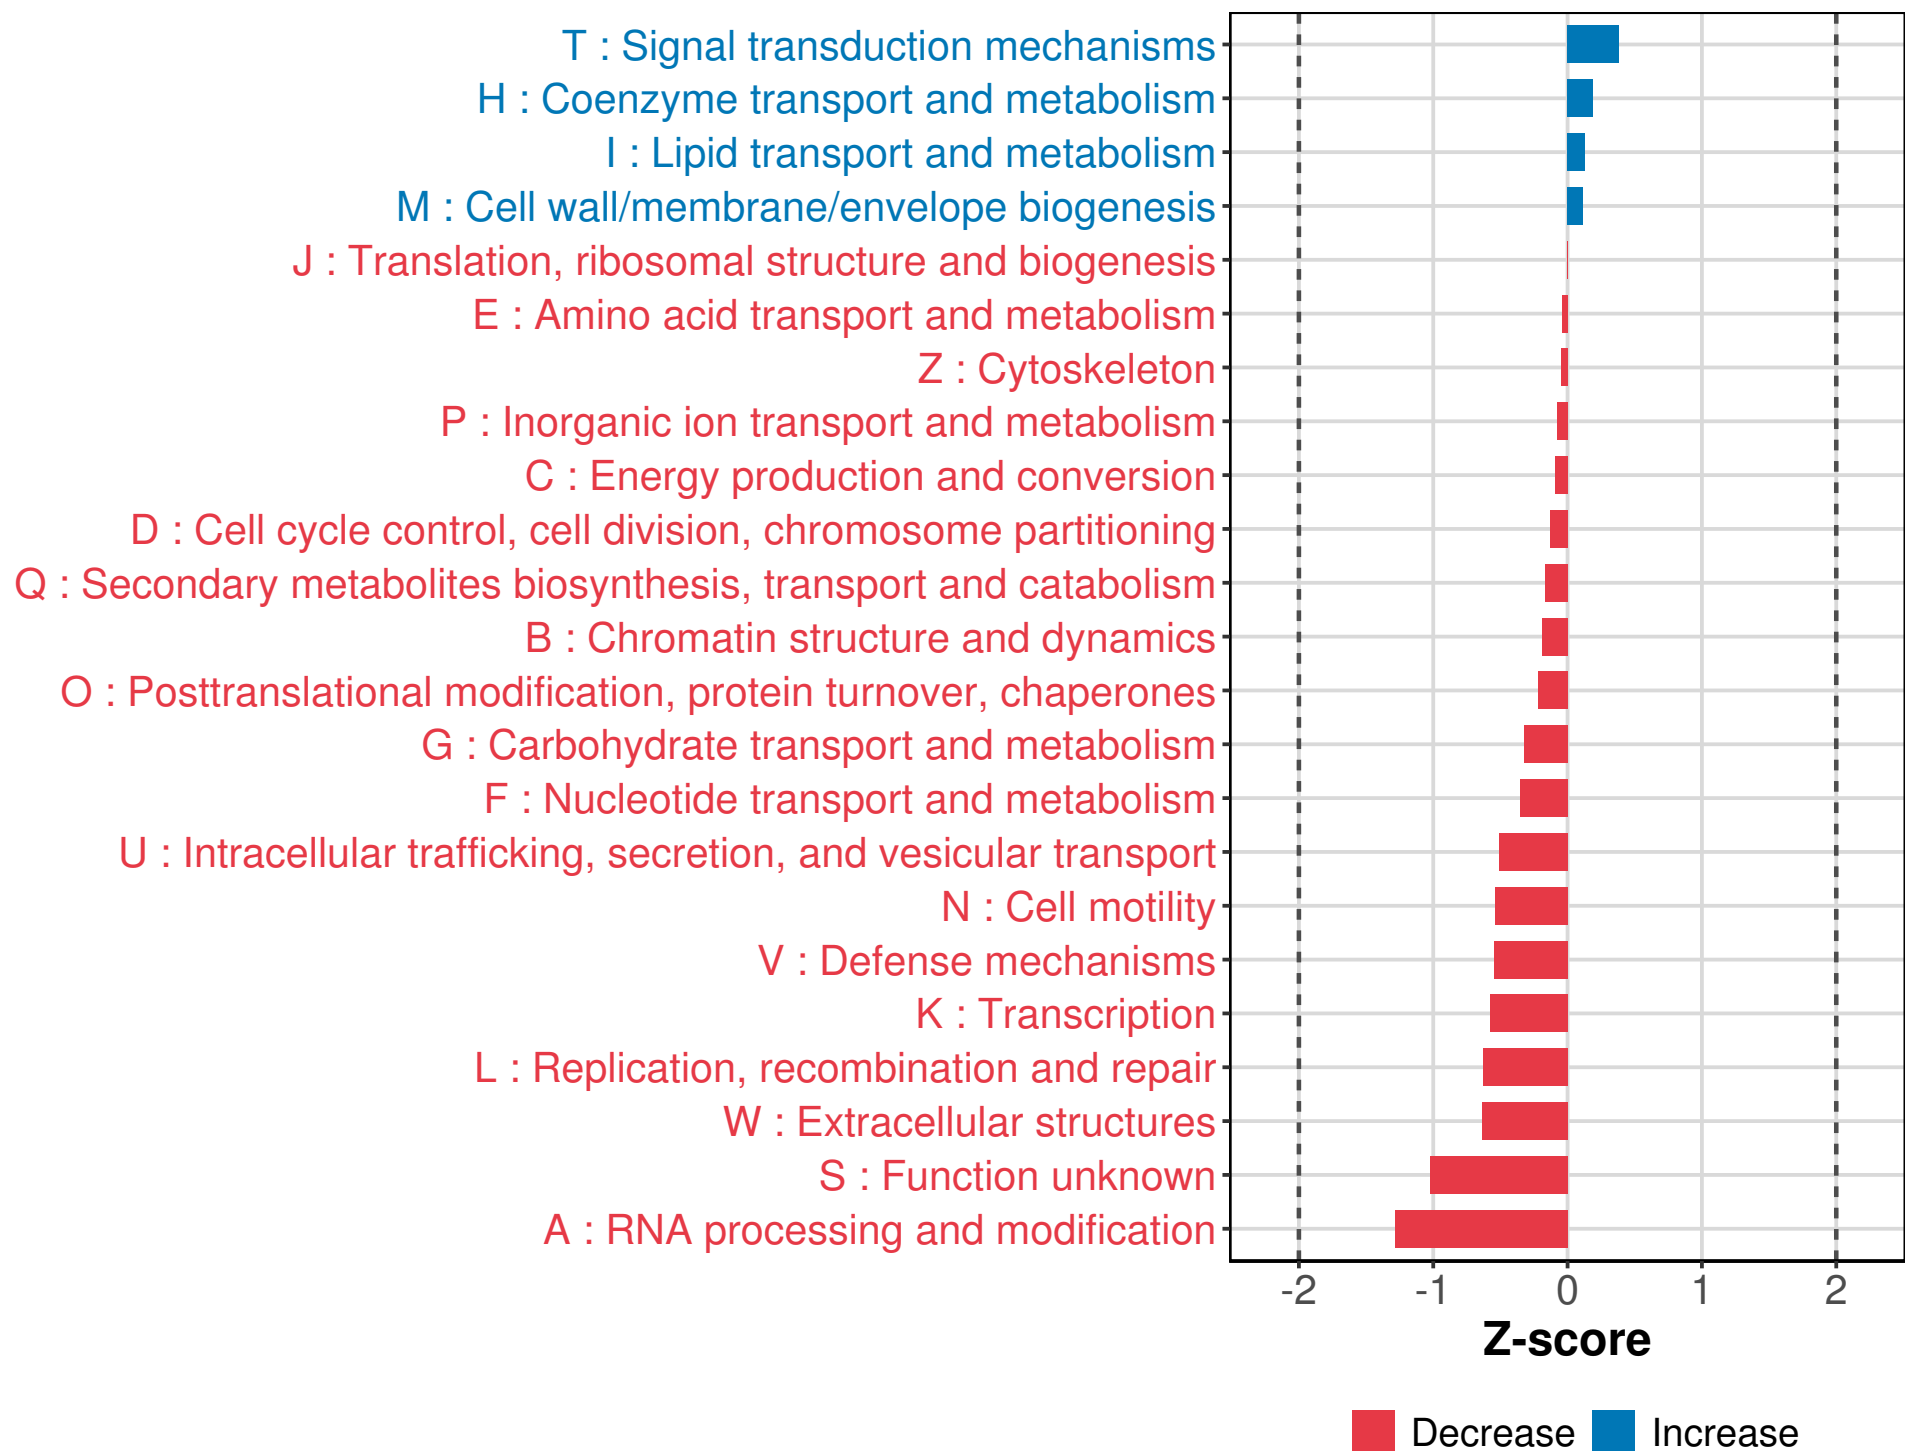 T : Signal transduction mechanisms
H : Coenzyme transport and metabolism
I : Lipid transport and metabolism
M : Cell wall/membrane/envelope biogenesis
J : Translation, ribosomal structure and biogenesis
E : Amino acid transport and metabolism
Z : Cytoskeleton
P : Inorganic ion transport and metabolism
C : Energy production and conversion
D : Cell cycle control, cell division, chromosome partitioning
Q : Secondary metabolites biosynthesis, transport and catabolism
B : Chromatin structure and dynamics
O : Posttranslational modification, protein turnover, chaperones
G : Carbohydrate transport and metabolism
F : Nucleotide transport and metabolism
U : Intracellular trafficking, secretion, and vesicular transport
N : Cell motility
V : Defense mechanisms
K : Transcription
L : Replication, recombination and repair
W : Extracellular structures
S : Function unknown
A : RNA processing and modification
-2 -1 0 1 2
Z-score
Decrease Increase